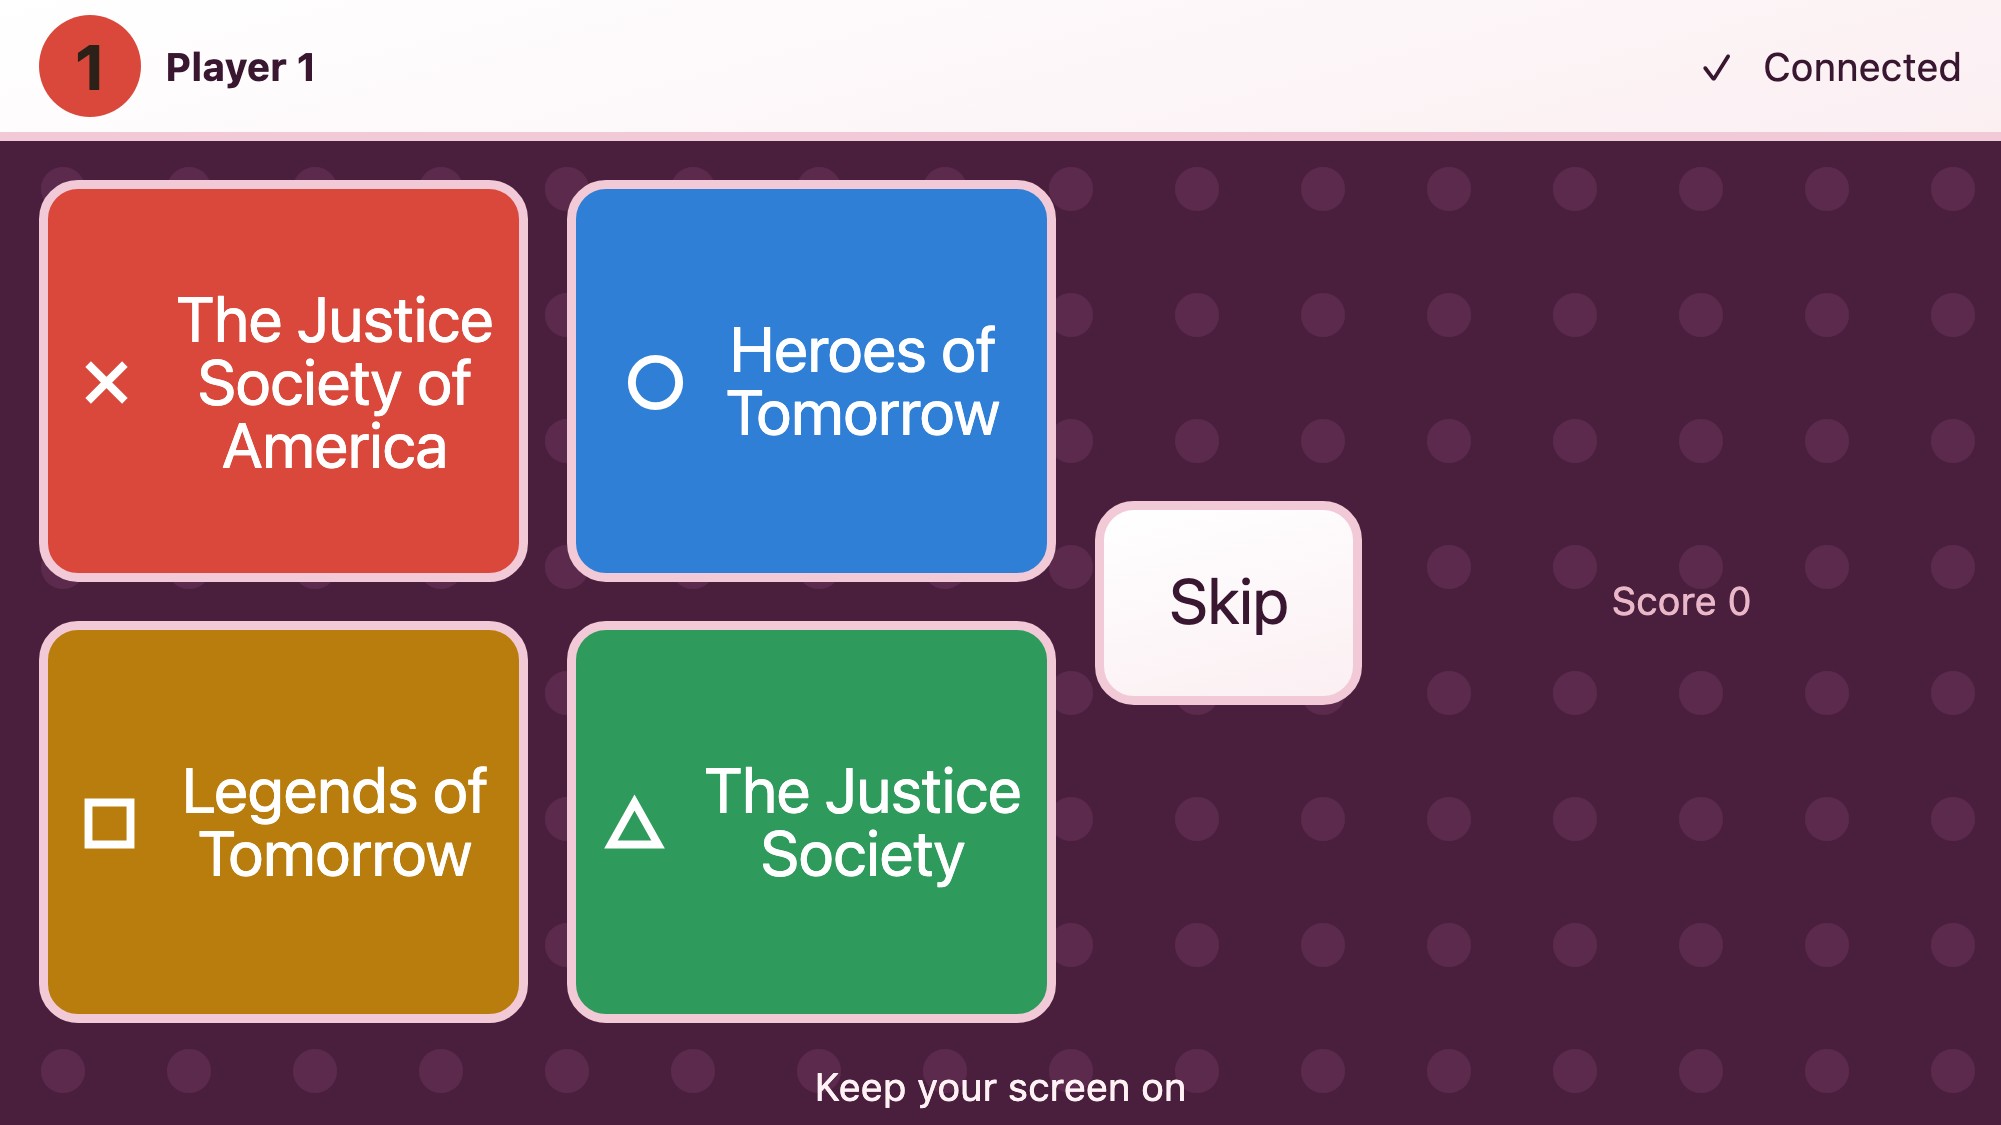 1
Player 1
✓ Connected
The Justice
Society of
America
Heroes of
Tomorrow
Legends of
Tomorrow
The Justice
Society
Skip
Score 0
Keep your screen on